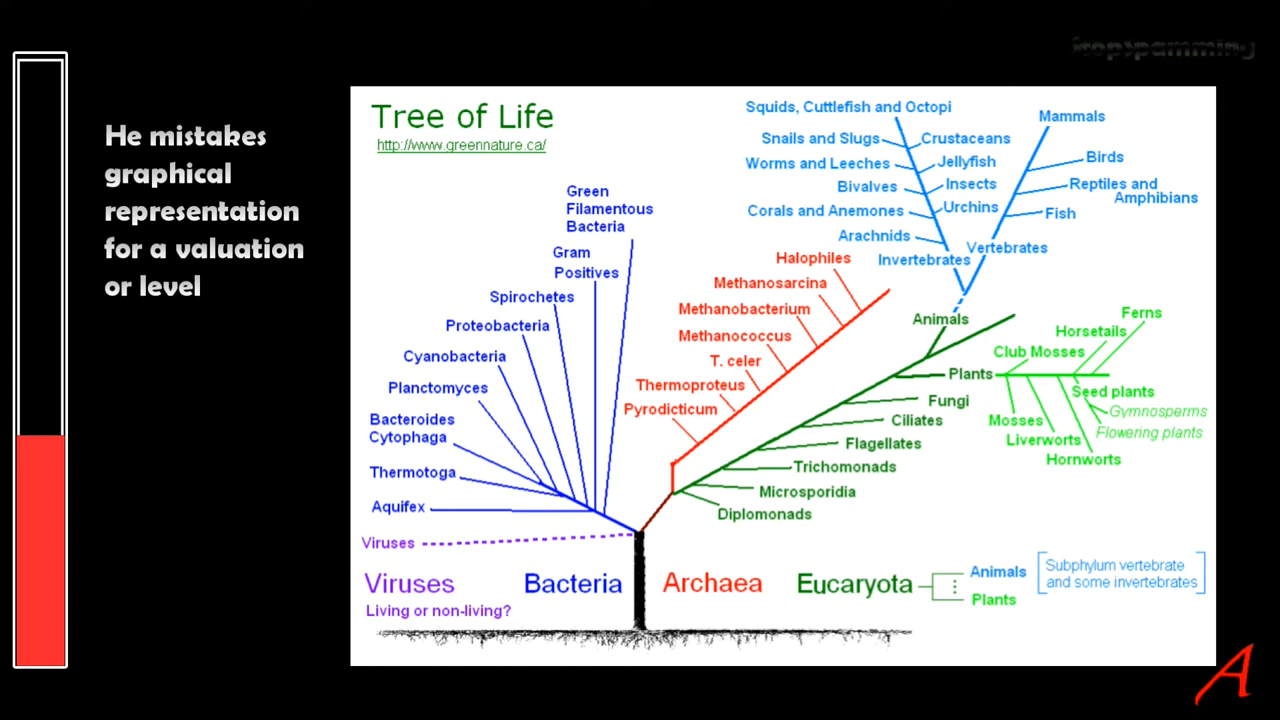 StopSpamming
He mistakes
graphical
representation
for a valuation
or level
Tree of Life
http://www.greennature.ca/
Squids, Cuttlefish and Octopi
Snails and Slugs
Crustaceans
Worms and Leeches
Jellyfish
Bivalves
Insects
Corals and Anemones
Urchins
Arachnids
Invertebrates
Mammals
Birds
Reptiles and
Amphibians
Fish
Vertebrates
Green
Filamentous
Bacteria
Gram
Positives
Spirochetes
Proteobacteria
Cyanobacteria
Planctomyces
Bacteroides
Cytophaga
Thermotoga
Aquifex
Viruses
Halophiles
Methanosarcina
Methanobacterium
Methanococcus
T. celer
Thermoproteus
Pyrodicticum
Animals
Plants
Fungi
Ciliates
Flagellates
Trichomonads
Microsporidia
Diplomonads
Ferns
Horsetails
Club Mosses
Seed plants
Gymnosperms
Flowering plants
Mosses
Liverworts
Hornworts
Viruses
Living or non-living?
Bacteria
Archaea
Eucaryota
Animals
Plants
Subphylum vertebrate
and some invertebrates
A